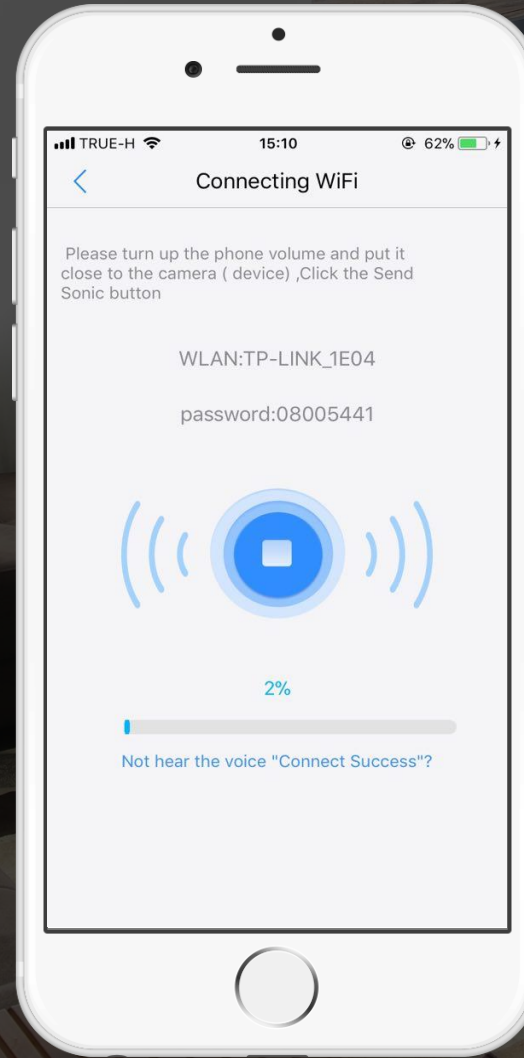 TRUE-H 15:10 62%
Connecting WiFi
Please turn up the phone volume and put it
close to the camera ( device) ,Click the Send
Sonic button
WLAN:TP-LINK_1E04
password:08005441
2%
Not hear the voice "Connect Success"?